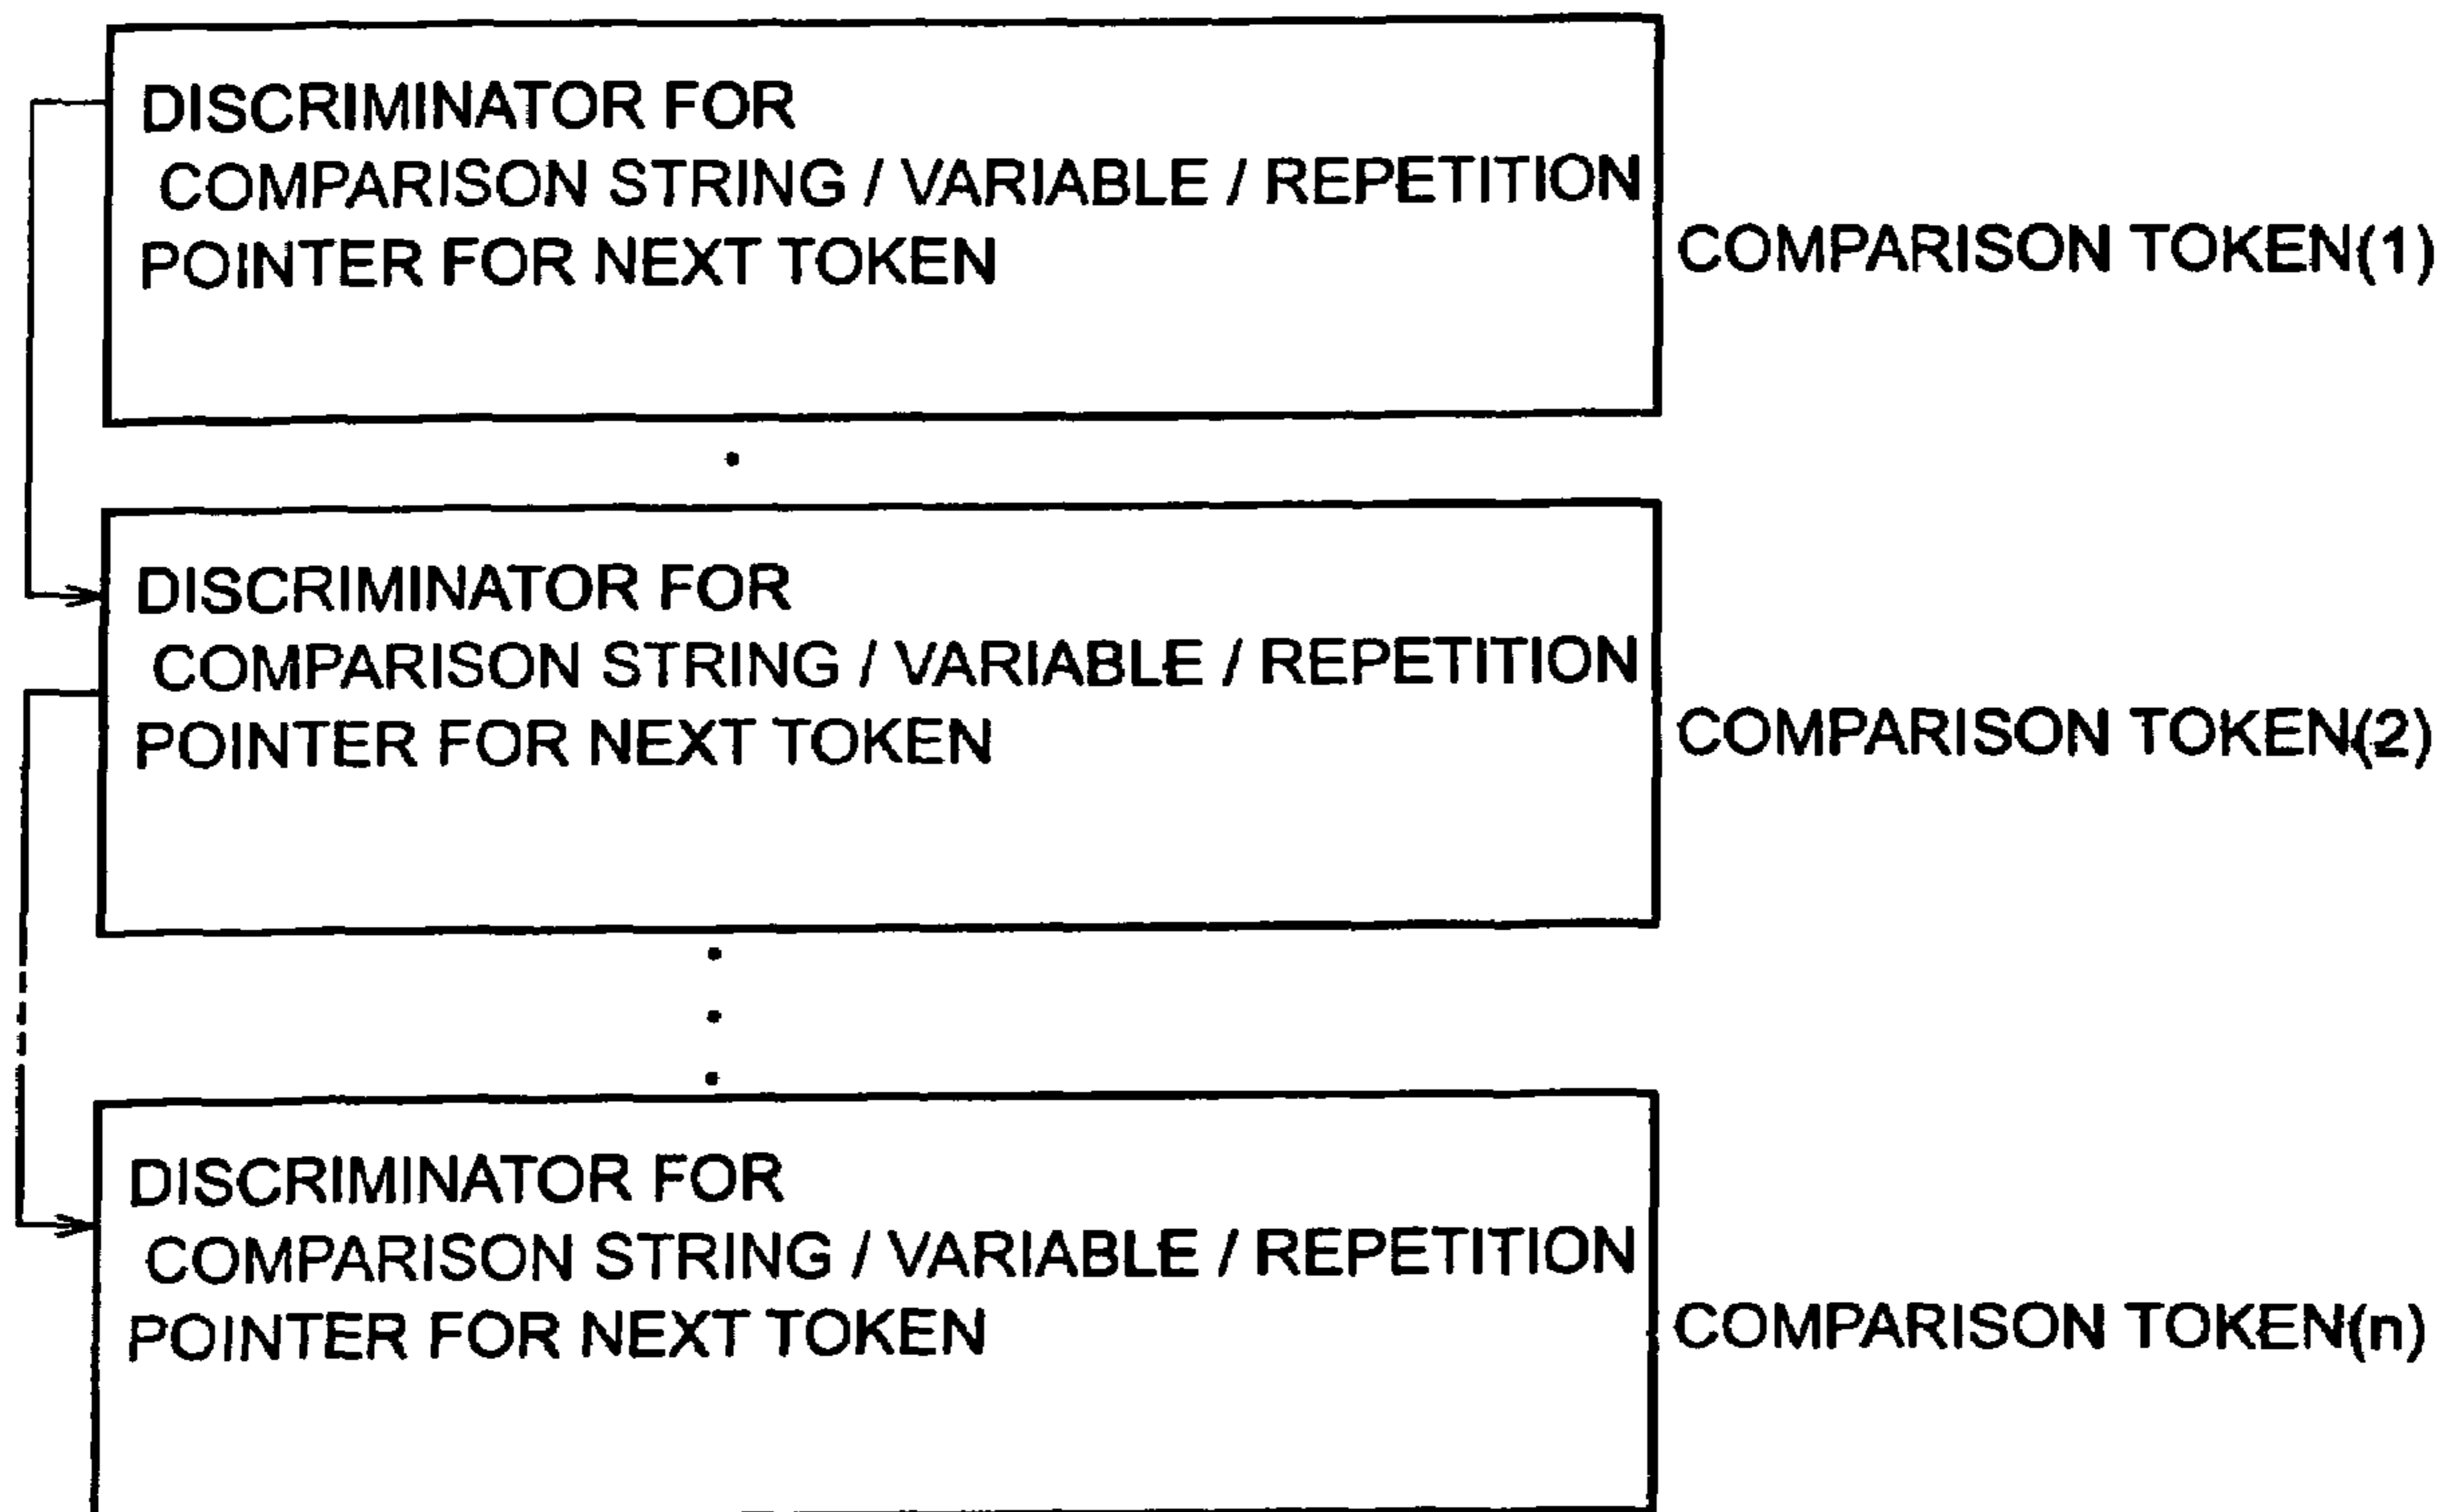 DISCRIMINATOR FOR
COMPARISON STRING / VARIABLE / REPETITION
POINTER FOR NEXT TOKEN
COMPARISON TOKEN(1)
DISCRIMINATOR FOR
COMPARISON STRING / VARIABLE / REPETITION
POINTER FOR NEXT TOKEN
COMPARISON TOKEN(2)
DISCRIMINATOR FOR
COMPARISON STRING / VARIABLE / REPETITION
POINTER FOR NEXT TOKEN
COMPARISON TOKEN(n)